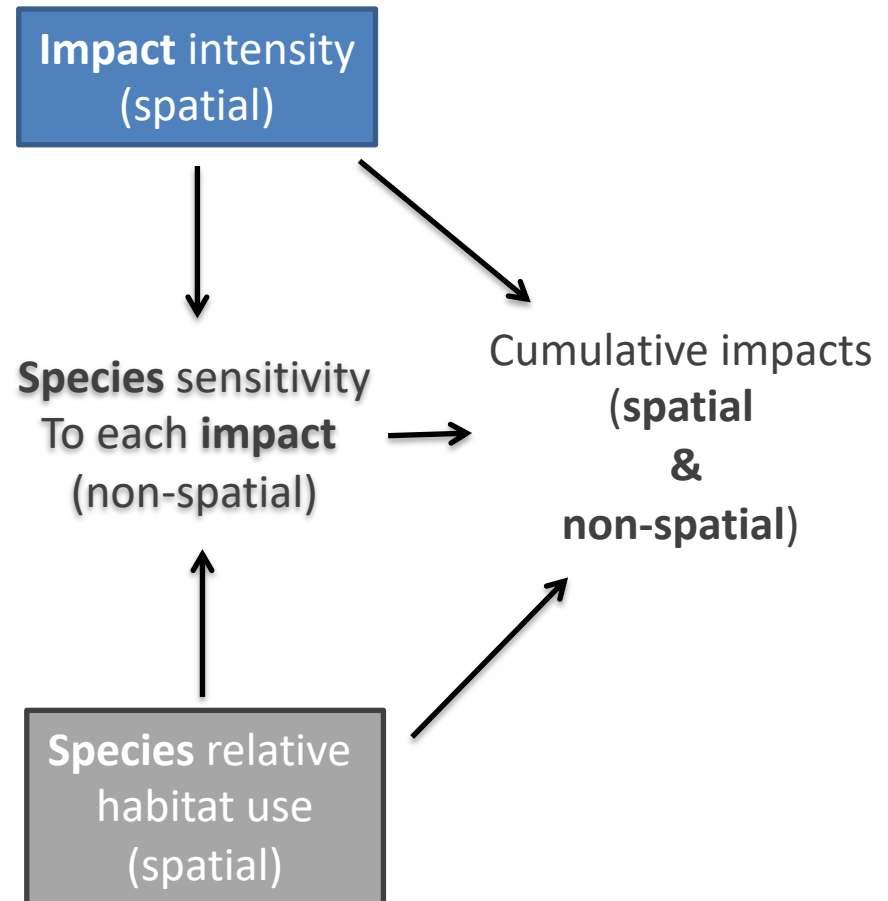 Impact intensity
(spatial)
Species sensitivity
To each impact
(non-spatial)
Cumulative impacts
(spatial
&
non-spatial)
Species relative
habitat use
(spatial)